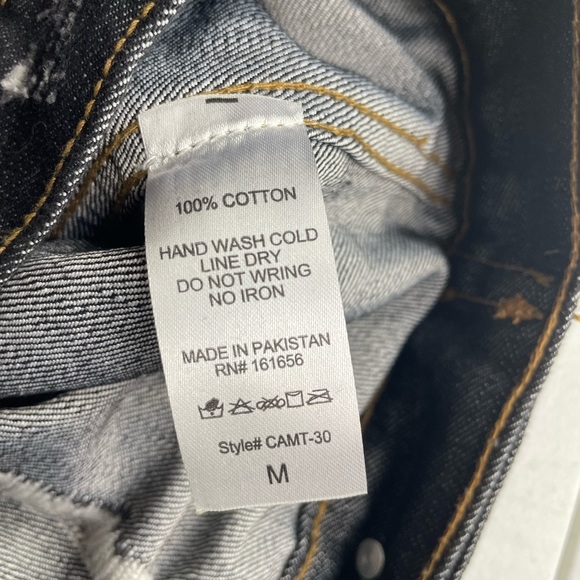 100% COTTON
HAND WASH COLD
LINE DRY
DO NOT WRING
NO IRON
MADE IN PAKISTAN
RN# 161656
Style# CAMT-30
M